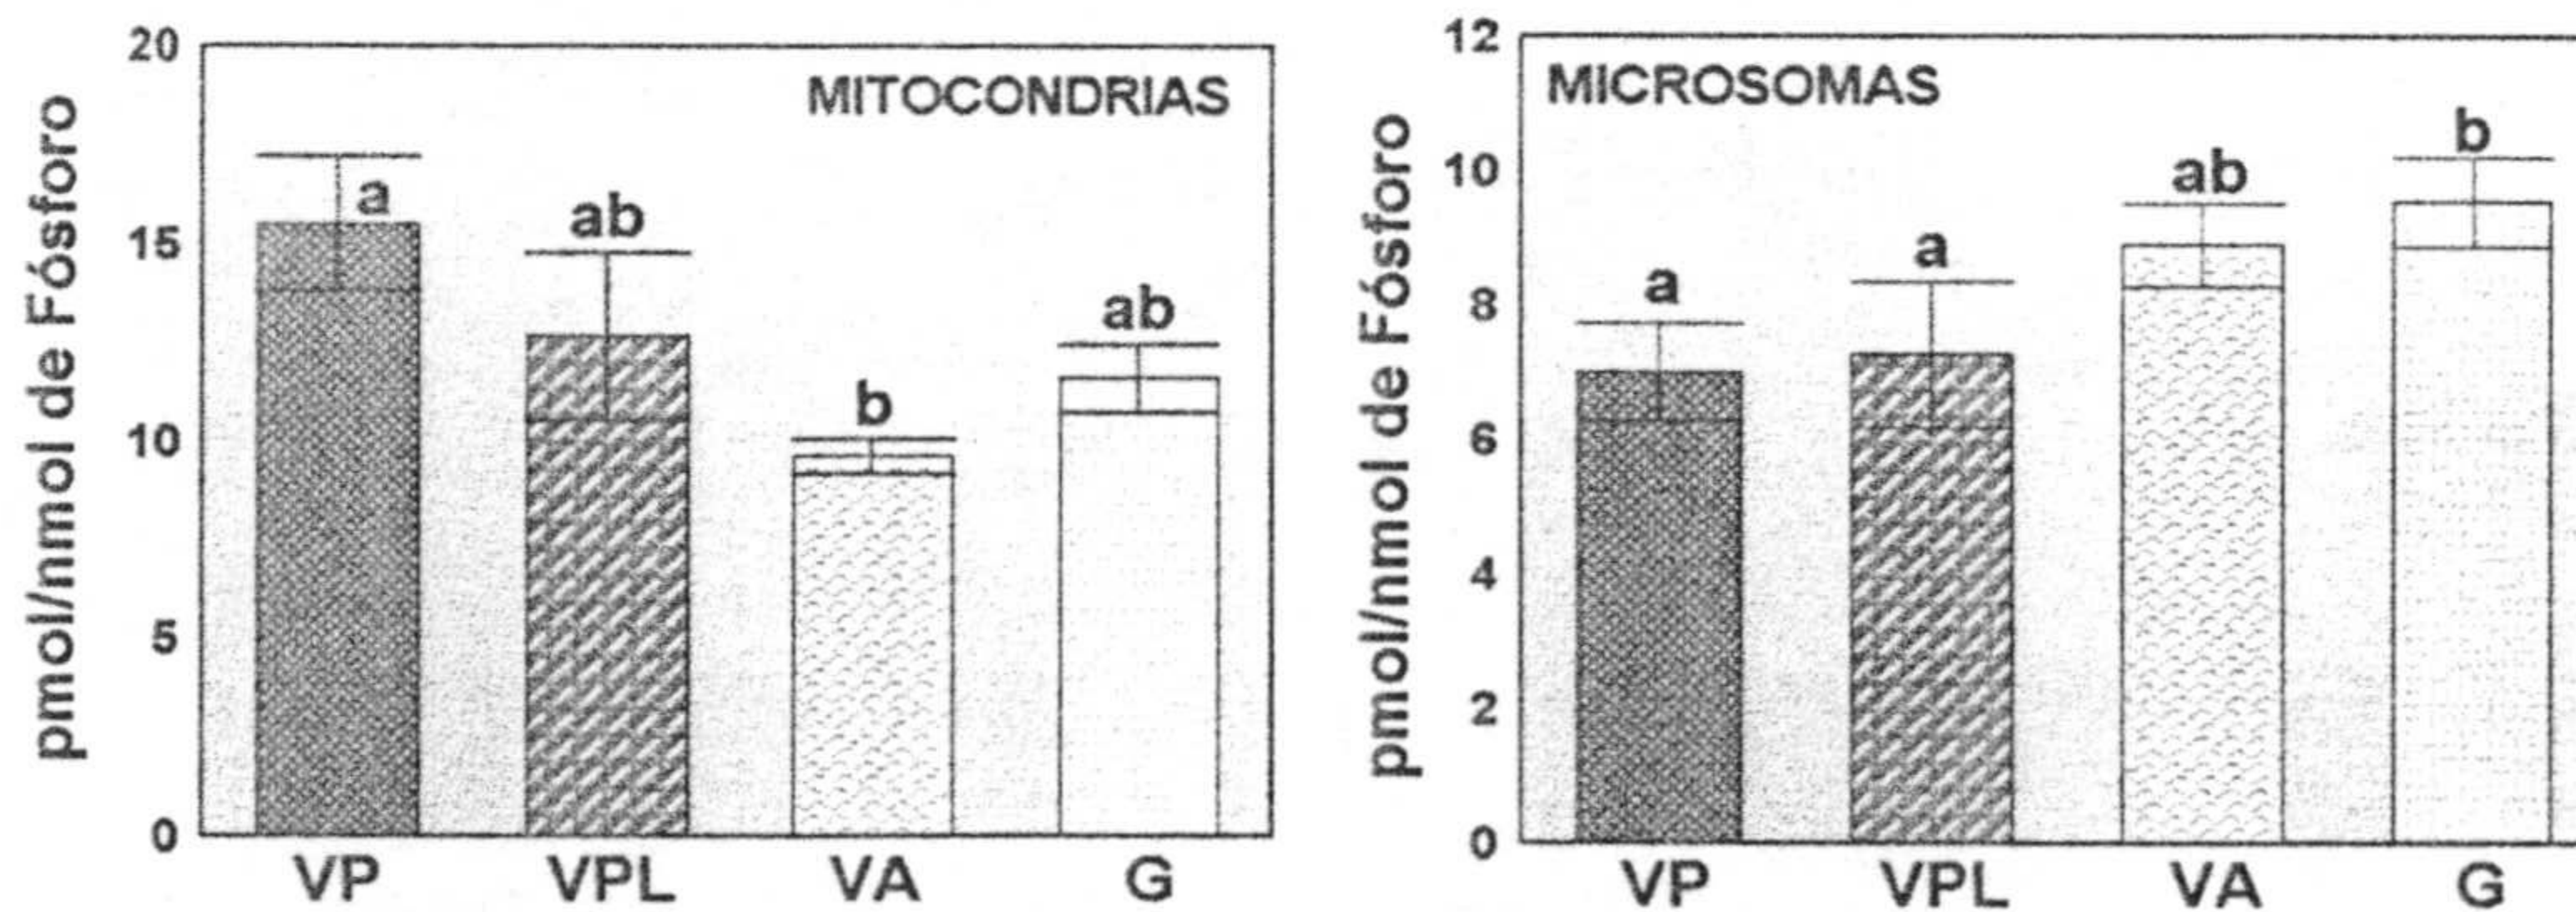 pmol/nmol de Fósforo
20
15
10
5
0
MITOCONDRIAS
a
ab
b
ab
VP VPL VA G
pmol/nmol de Fósforo
12
10
8
6
4
2
0
MICROSOMAS
a
a
ab
b
VP VPL VA G